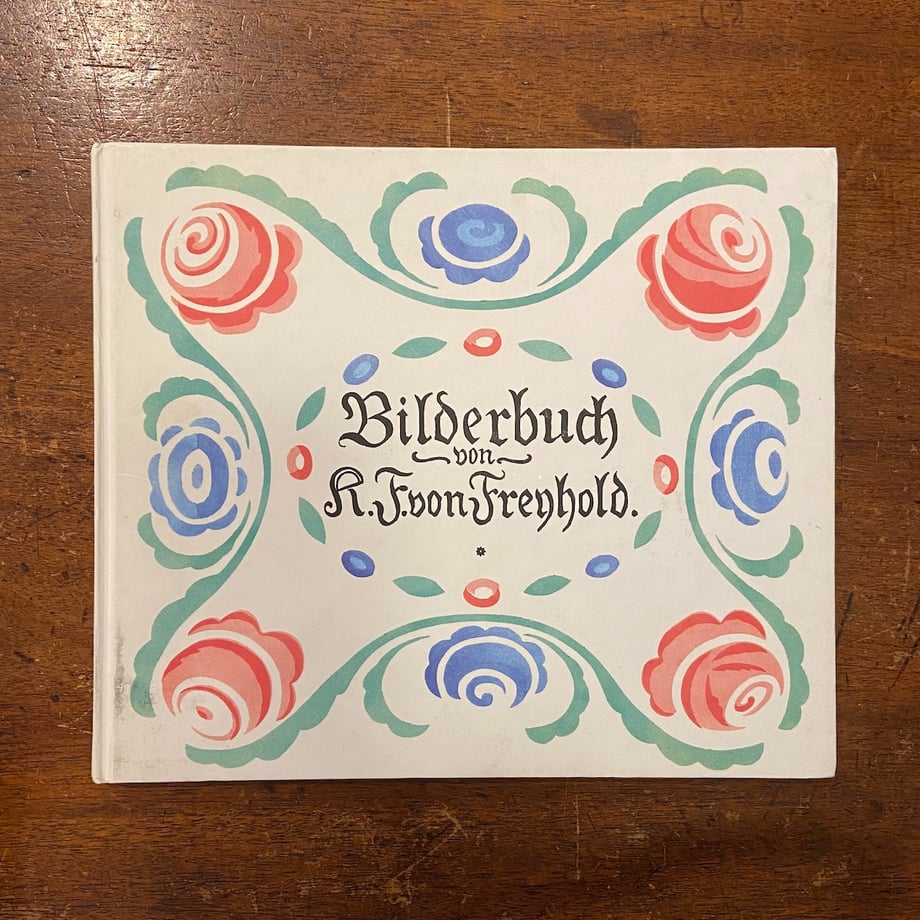 Bilderbuch
von
K. F. von Freyhold.